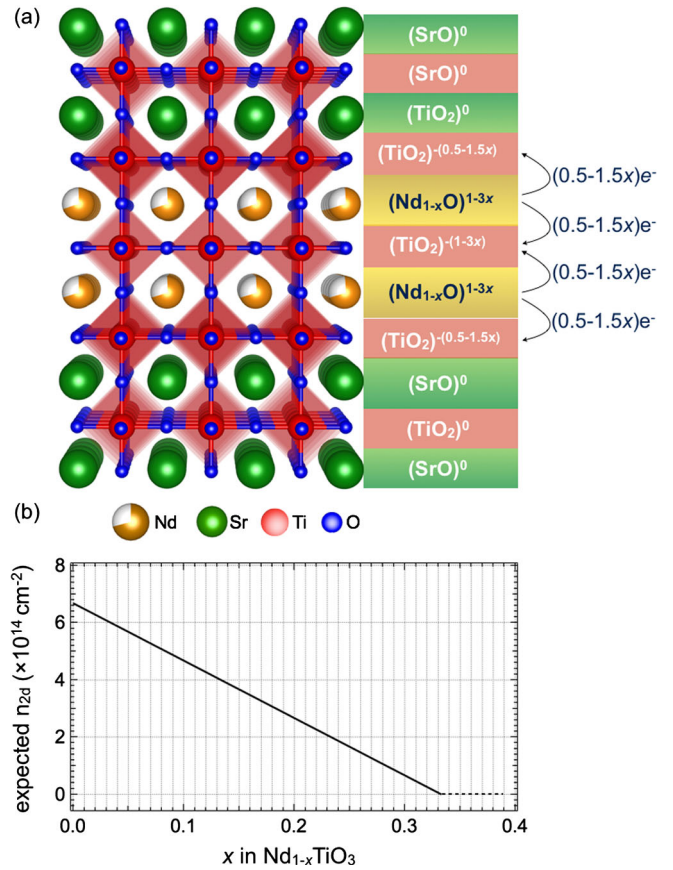 (a)
(SrO)⁰
(SrO)⁰
(TiO₂)⁰
(TiO₂)⁻⁽⁰·⁵⁻¹·⁵ˣ⁾
(0.5-1.5x)e⁻
(Nd₁₋ₓO)¹⁻³ˣ
(0.5-1.5x)e⁻
(TiO₂)⁻⁽¹⁻³ˣ⁾
(0.5-1.5x)e⁻
(Nd₁₋ₓO)¹⁻³ˣ
(0.5-1.5x)e⁻
(TiO₂)⁻⁽⁰·⁵⁻¹·⁵ˣ⁾
(SrO)⁰
(TiO₂)⁰
(SrO)⁰
Nd Sr Ti O
(b)
expected n₂d (×10¹⁴ cm⁻²)
8
6
4
2
0
0.0 0.1 0.2 0.3 0.4
x in Nd₁₋ₓTiO₃